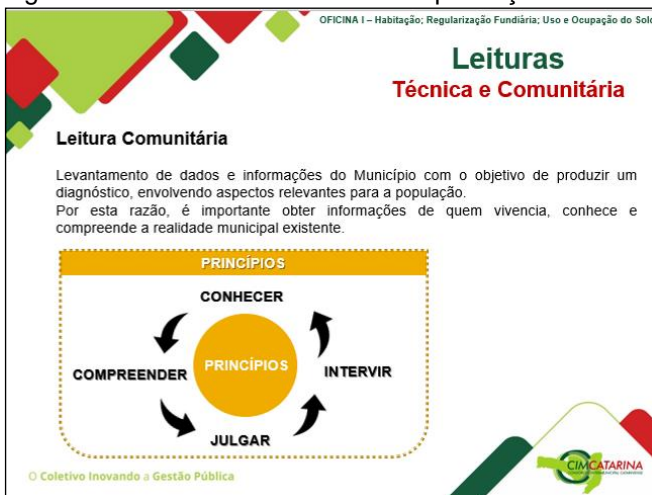 OFICINA I – Habitação; Regularização Fundiária; Uso e Ocupação do Solo
Leituras
Técnica e Comunitária
Leitura Comunitária
Levantamento de dados e informações do Município com o objetivo de produzir um
diagnóstico, envolvendo aspectos relevantes para a população.
Por esta razão, é importante obter informações de quem vivencia, conhece e
compreende a realidade municipal existente.
PRINCÍPIOS
CONHECER
COMPREENDER
PRINCÍPIOS
INTERVIR
JULGAR
O Coletivo Inovando a Gestão Pública
CIMCATARINA